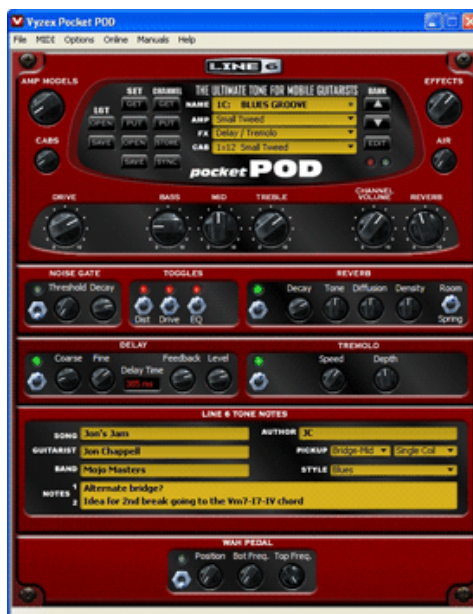 Vyzex Pocket POD
File MIDI Options Online Manuals Help
LINE 6
AMP MODELS
SET CHANNEL
THE ULTIMATE TONE FOR MOBILE GUITARISTS
BANK
EFFECTS
GET GET
NAME 1C: BLUES GROOVE
LGT
OPEN PUT PUT
AMP Small Tweed
CABS
FX Delay / Tremolo
AIR
SAVE OPEN STORE
CAB 1x12 Small Tweed
EDIT
SAVE SYNC
pocket POD
DRIVE BASS MID TREBLE CHANNEL VOLUME REVERB
NOISE GATE TOGGLES REVERB
Threshold Decay
Dist Drive EQ
Decay Tone Diffusion Density Room
Spring
DELAY TREMOLO
Coarse Fine Delay Time Feedback Level
385 ms
Speed Depth
LINE 6 TONE NOTES
SONG Jon's Jam AUTHOR JC
GUITARIST Jon Chappell PICKUP Bridge-Mid Single Coil
BAND Mojo Masters STYLE Blues
NOTES 1 Alternate bridge?
2 Idea for 2nd break going to the Vm7-I7-IV chord
WAH PEDAL
Position Bot Freq. Top Freq.